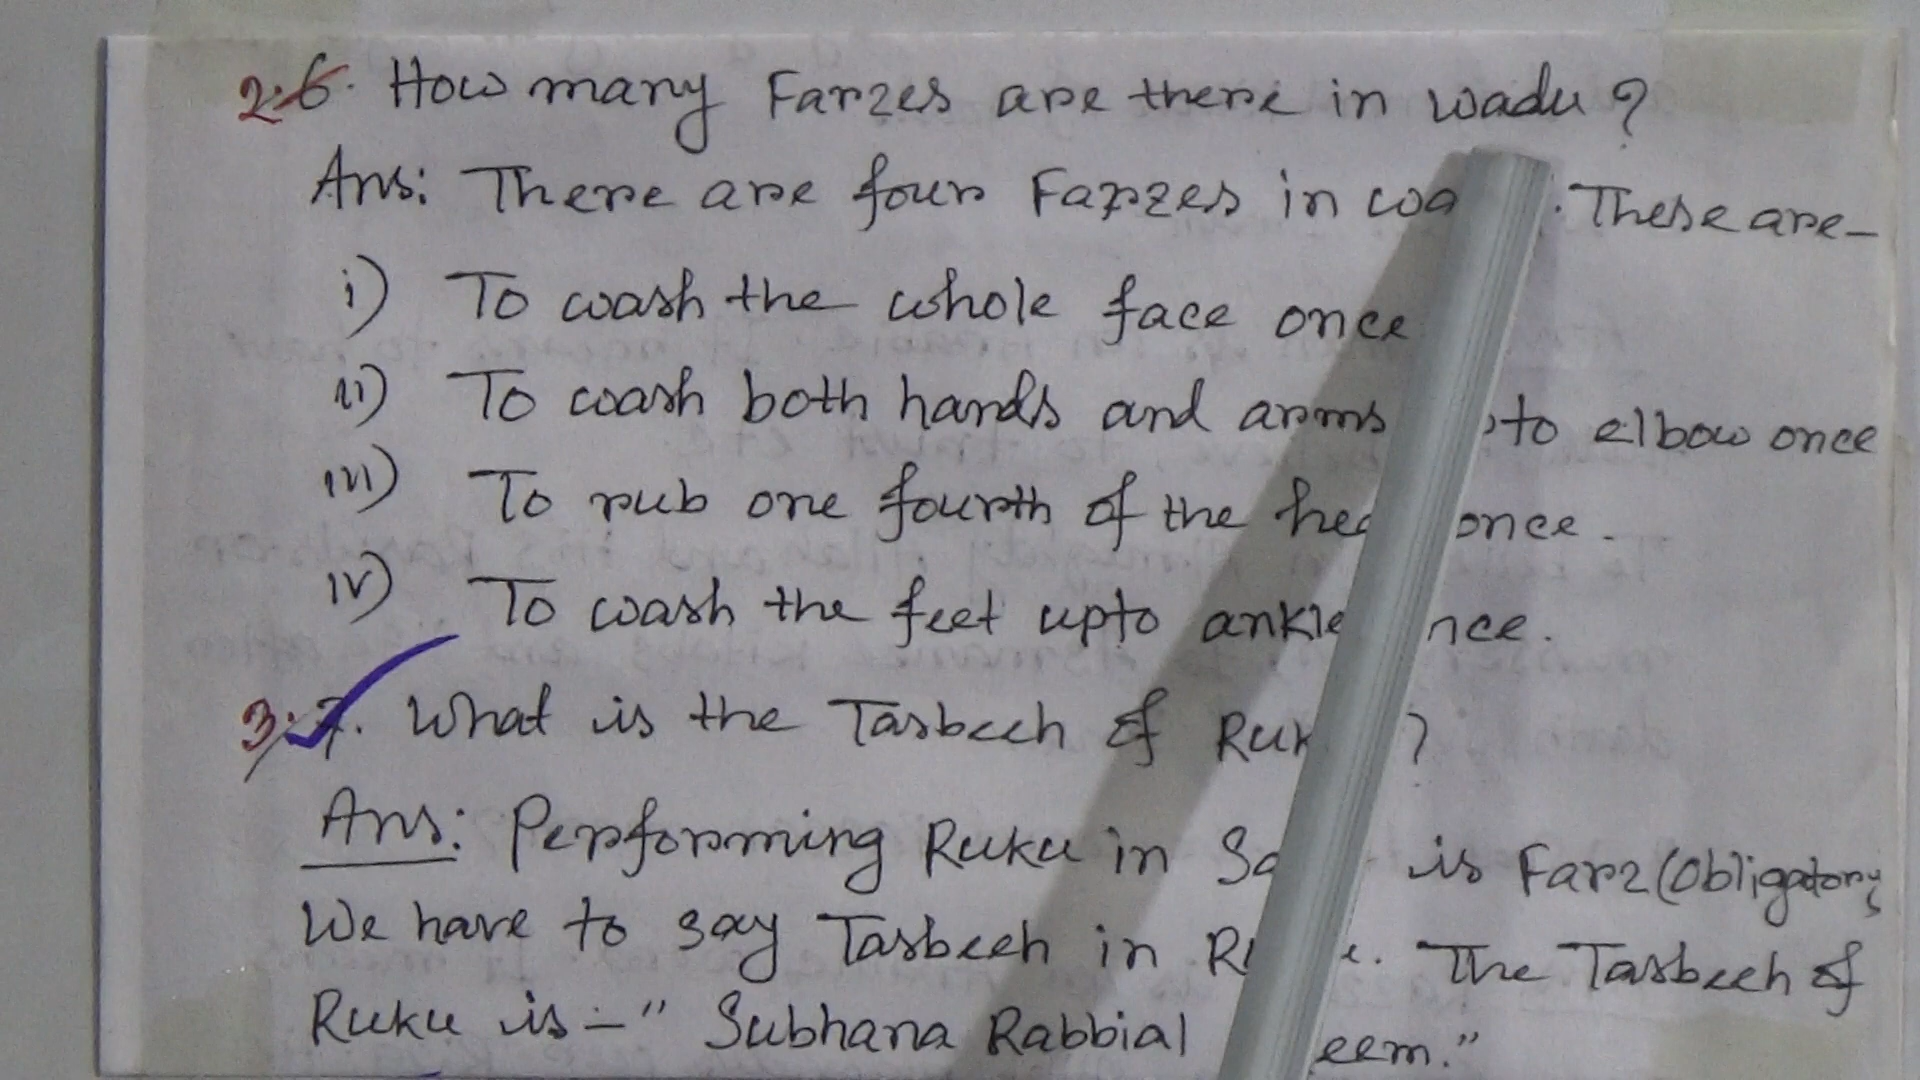 2.6. How many Farzes are there in wadu?
Ans: There are four Farzes in These are-
i) To wash the whole face once
ii) To wash both hands and arms to elbow once
iii) To rub one fourth of the once.
iv) To wash the feet upto
3.7. What is the Tasbeeh of ?
Ans: Performing Ruku in is Farz (Obligatory
We have to say Tasbeeh in The Tasbeeh of
Ruku is - " Subhana Rabbial "